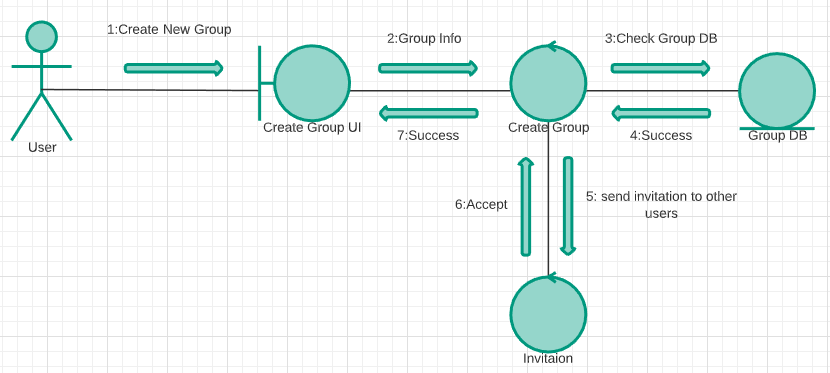 1:Create New Group
2:Group Info
3:Check Group DB
User
Create Group UI
Create Group
Group DB
7:Success
4:Success
6:Accept
5: send invitation to other
users
Invitaion